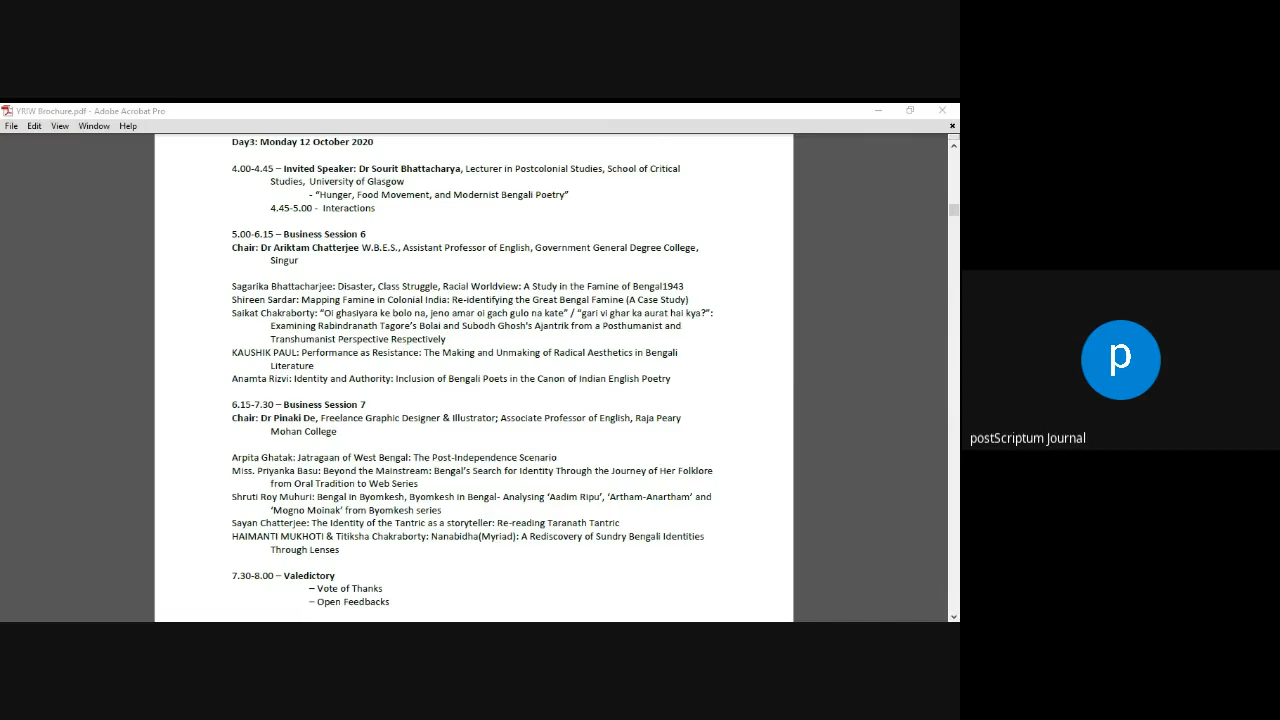 YRIW Brochure.pdf - Adobe Acrobat Pro
File Edit View Window Help
Day3: Monday 12 October 2020
4.00-4.45 – Invited Speaker: Dr Sourit Bhattacharya, Lecturer in Postcolonial Studies, School of Critical
Studies, University of Glasgow
- “Hunger, Food Movement, and Modernist Bengali Poetry”
4.45-5.00 - Interactions
5.00-6.15 – Business Session 6
Chair: Dr Ariktam Chatterjee W.B.E.S., Assistant Professor of English, Government General Degree College,
Singur
Sagarika Bhattacharjee: Disaster, Class Struggle, Racial Worldview: A Study in the Famine of Bengal1943
Shireen Sardar: Mapping Famine in Colonial India: Re-identifying the Great Bengal Famine (A Case Study)
Saikat Chakraborty: “Oi ghasiyara ke bolo na, jeno amar oi gach gulo na kate” / “gari vi ghar ka aurat hai kya?”:
Examining Rabindranath Tagore’s Bolai and Subodh Ghosh's Ajantrik from a Posthumanist and
Transhumanist Perspective Respectively
KAUSHIK PAUL: Performance as Resistance: The Making and Unmaking of Radical Aesthetics in Bengali
Literature
Anamta Rizvi: Identity and Authority: Inclusion of Bengali Poets in the Canon of Indian English Poetry
6.15-7.30 – Business Session 7
Chair: Dr Pinaki De, Freelance Graphic Designer & Illustrator; Associate Professor of English, Raja Peary
Mohan College
Arpita Ghatak: Jatragaan of West Bengal: The Post-Independence Scenario
Miss. Priyanka Basu: Beyond the Mainstream: Bengal’s Search for Identity Through the Journey of Her Folklore
from Oral Tradition to Web Series
Shruti Roy Muhuri: Bengal in Byomkesh, Byomkesh in Bengal- Analysing ‘Aadim Ripu’, ‘Artham-Anartham’ and
‘Mogno Moinak’ from Byomkesh series
Sayan Chatterjee: The Identity of the Tantric as a storyteller: Re-reading Taranath Tantric
HAIMANTI MUKHOTI & Titiksha Chakraborty: Nanabidha(Myriad): A Rediscovery of Sundry Bengali Identities
Through Lenses
7.30-8.00 – Valedictory
– Vote of Thanks
– Open Feedbacks
p
postScriptum Journal